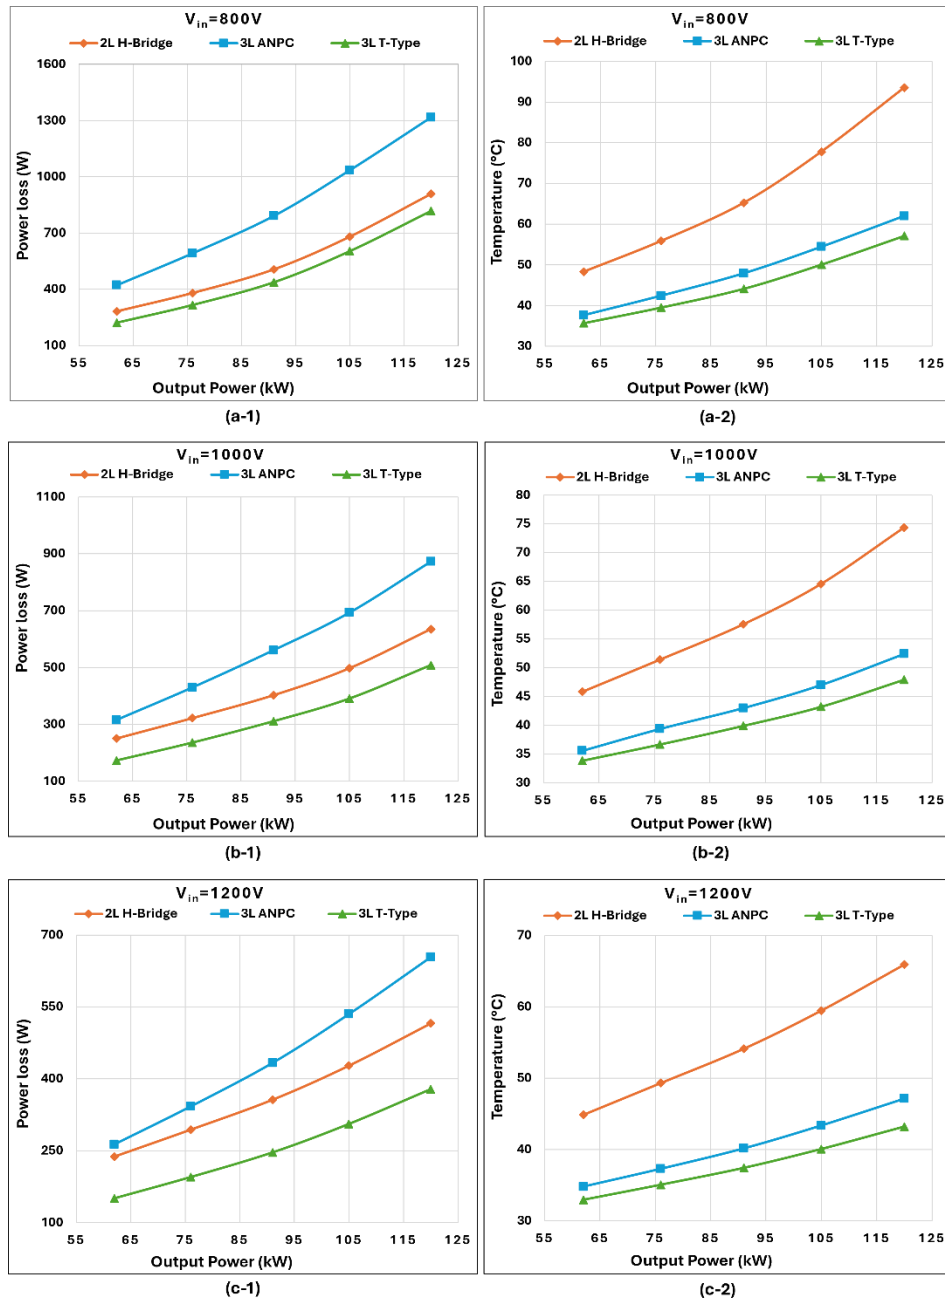 V_in=800V
2L H-Bridge 3L ANPC 3L T-Type
Power loss (W)
1600
1300
1000
700
400
100
55 65 75 85 95 105 115 125
Output Power (kW)
(a-1)
V_in=800V
2L H-Bridge 3L ANPC 3L T-Type
Temperature (°C)
100
90
80
70
60
50
40
30
55 65 75 85 95 105 115 125
Output Power (kW)
(a-2)
V_in=1000V
2L H-Bridge 3L ANPC 3L T-Type
Power loss (W)
1100
900
700
500
300
100
55 65 75 85 95 105 115 125
Output Power (kW)
(b-1)
V_in=1000V
2L H-Bridge 3L ANPC 3L T-Type
Temperature (°C)
80
75
70
65
60
55
50
45
40
35
30
55 65 75 85 95 105 115 125
Output Power (kW)
(b-2)
V_in=1200V
2L H-Bridge 3L ANPC 3L T-Type
Power loss (W)
700
550
400
250
100
55 65 75 85 95 105 115 125
Output Power (kW)
(c-1)
V_in=1200V
2L H-Bridge 3L ANPC 3L T-Type
Temperature (°C)
70
60
50
40
30
55 65 75 85 95 105 115 125
Output Power (kW)
(c-2)